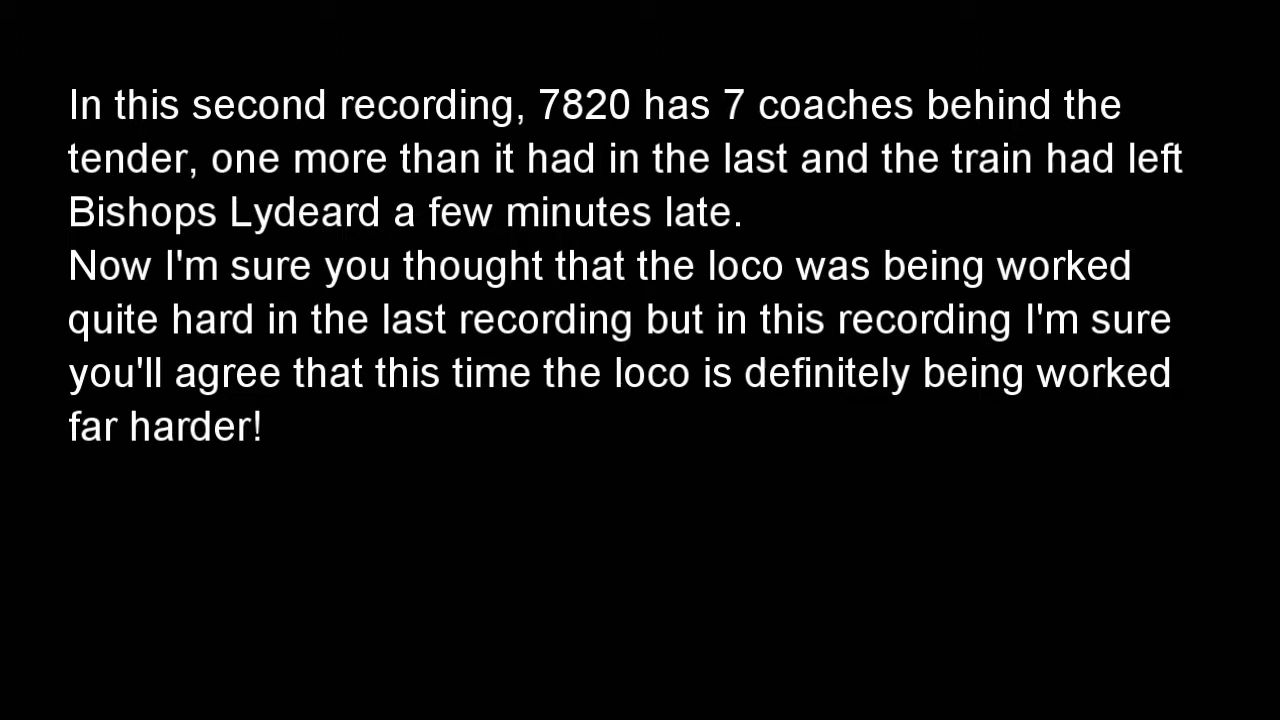 In this second recording, 7820 has 7 coaches behind the
tender, one more than it had in the last and the train had left
Bishops Lydeard a few minutes late.
Now I'm sure you thought that the loco was being worked
quite hard in the last recording but in this recording I'm sure
you'll agree that this time the loco is definitely being worked
far harder!